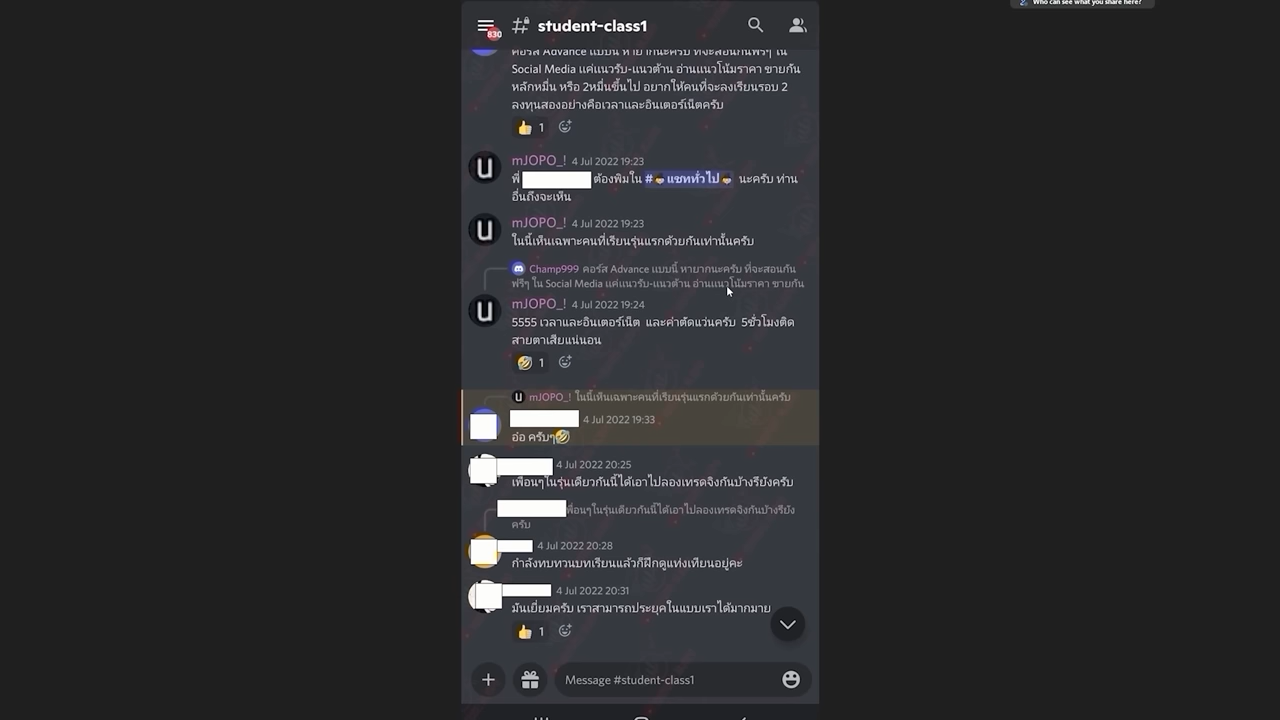 Who can see what you share here?
830
student-class1
คอร์ส Advance แบบนี้ หายากนะครับ ที่จะสอนกันฟรีๆ ใน
Social Media แค่แนวรับ-แนวต้าน อ่านแนวโน้มราคา ขายกัน
หลักหมื่น หรือ 2หมื่นขึ้นไป อยากให้คนที่จะลงเรียนรอบ 2
ลงทุนสองอย่างคือเวลาและอินเตอร์เน็ตครับ
1
mJOPO_! 4 Jul 2022 19:23
พี่ ต้องพิมใน # แชททั่วไป นะครับ ท่าน
อื่นถึงจะเห็น
mJOPO_! 4 Jul 2022 19:23
ในนี้เห็นเฉพาะคนที่เรียนรุ่นแรกด้วยกันเท่านั้นครับ
Champ999 คอร์ส Advance แบบนี้ หายากนะครับ ที่จะสอนกัน
ฟรีๆ ใน Social Media แค่แนวรับ-แนวต้าน อ่านแนวโน้มราคา ขายกัน
mJOPO_! 4 Jul 2022 19:24
5555 เวลาและอินเตอร์เน็ต และค่าตัดแว่นครับ 5ชั่วโมงติด
สายตาเสียแน่นอน
1
mJOPO_! ในนี้เห็นเฉพาะคนที่เรียนรุ่นแรกด้วยกันเท่านั้นครับ
4 Jul 2022 19:33
อ๋อ ครับๆ
4 Jul 2022 20:25
เพื่อนๆในรุ่นเดียวกันนี้ได้เอาไปลองเทรดจิงกันบ้างรึยังครับ
พื่อนๆในรุ่นเดียวกันนี้ได้เอาไปลองเทรดจิงกันบ้างรึยัง
ครับ
4 Jul 2022 20:28
กำลังทบทวนบทเรียนแล้วก็ฝึกดูแท่งเทียนอยู่คะ
4 Jul 2022 20:31
มันเยี่ยมครับ เราสามารถประยุคในแบบเราได้มากมาย
1
Message #student-class1